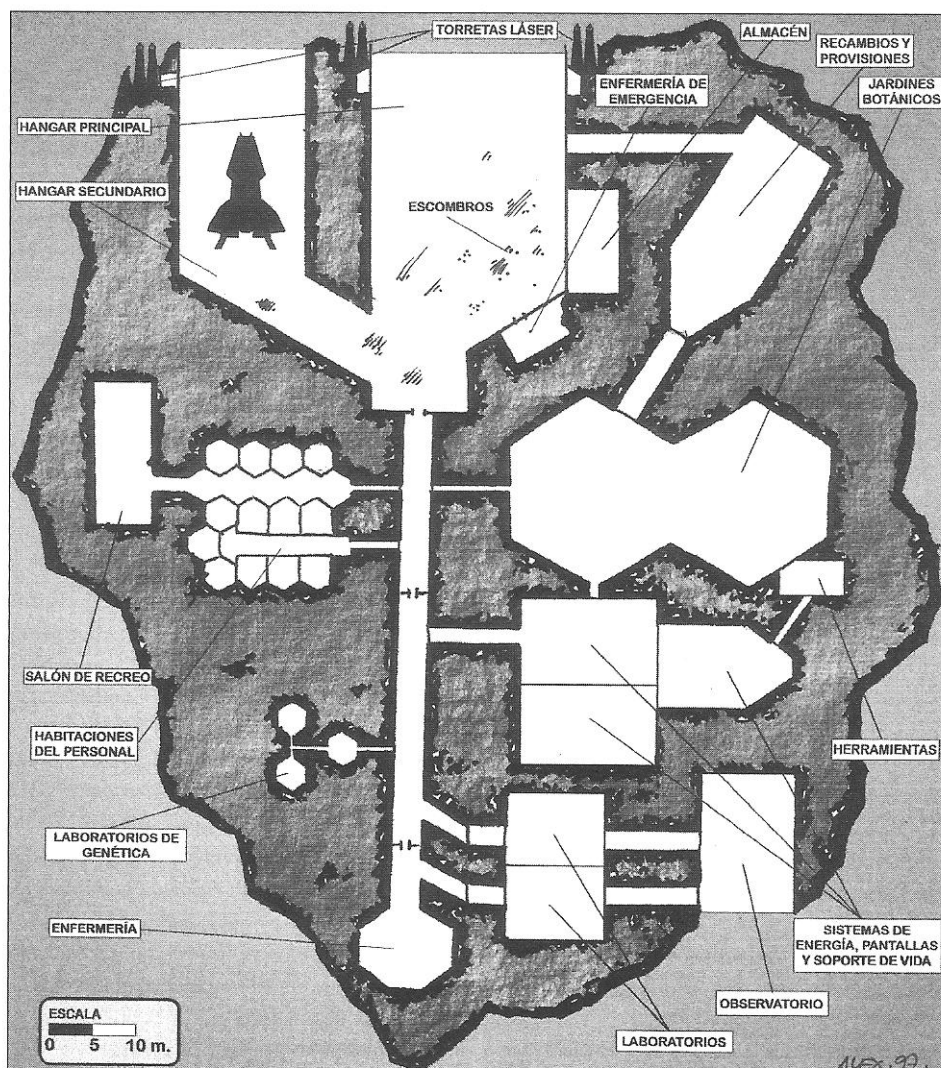 TORRETAS LÁSER
ALMACÉN
RECAMBIOS Y
PROVISIONES
ENFERMERÍA DE
EMERGENCIA
JARDINES
BOTÁNICOS
HANGAR PRINCIPAL
HANGAR SECUNDARIO
ESCOMBROS
SALÓN DE RECREO
HABITACIONES
DEL PERSONAL
HERRAMIENTAS
LABORATORIOS DE
GENÉTICA
ENFERMERÍA
SISTEMAS DE
ENERGÍA, PANTALLAS
Y SOPORTE DE VIDA
OBSERVATORIO
LABORATORIOS
ESCALA
0 5 10 m.
ALEX. 97.